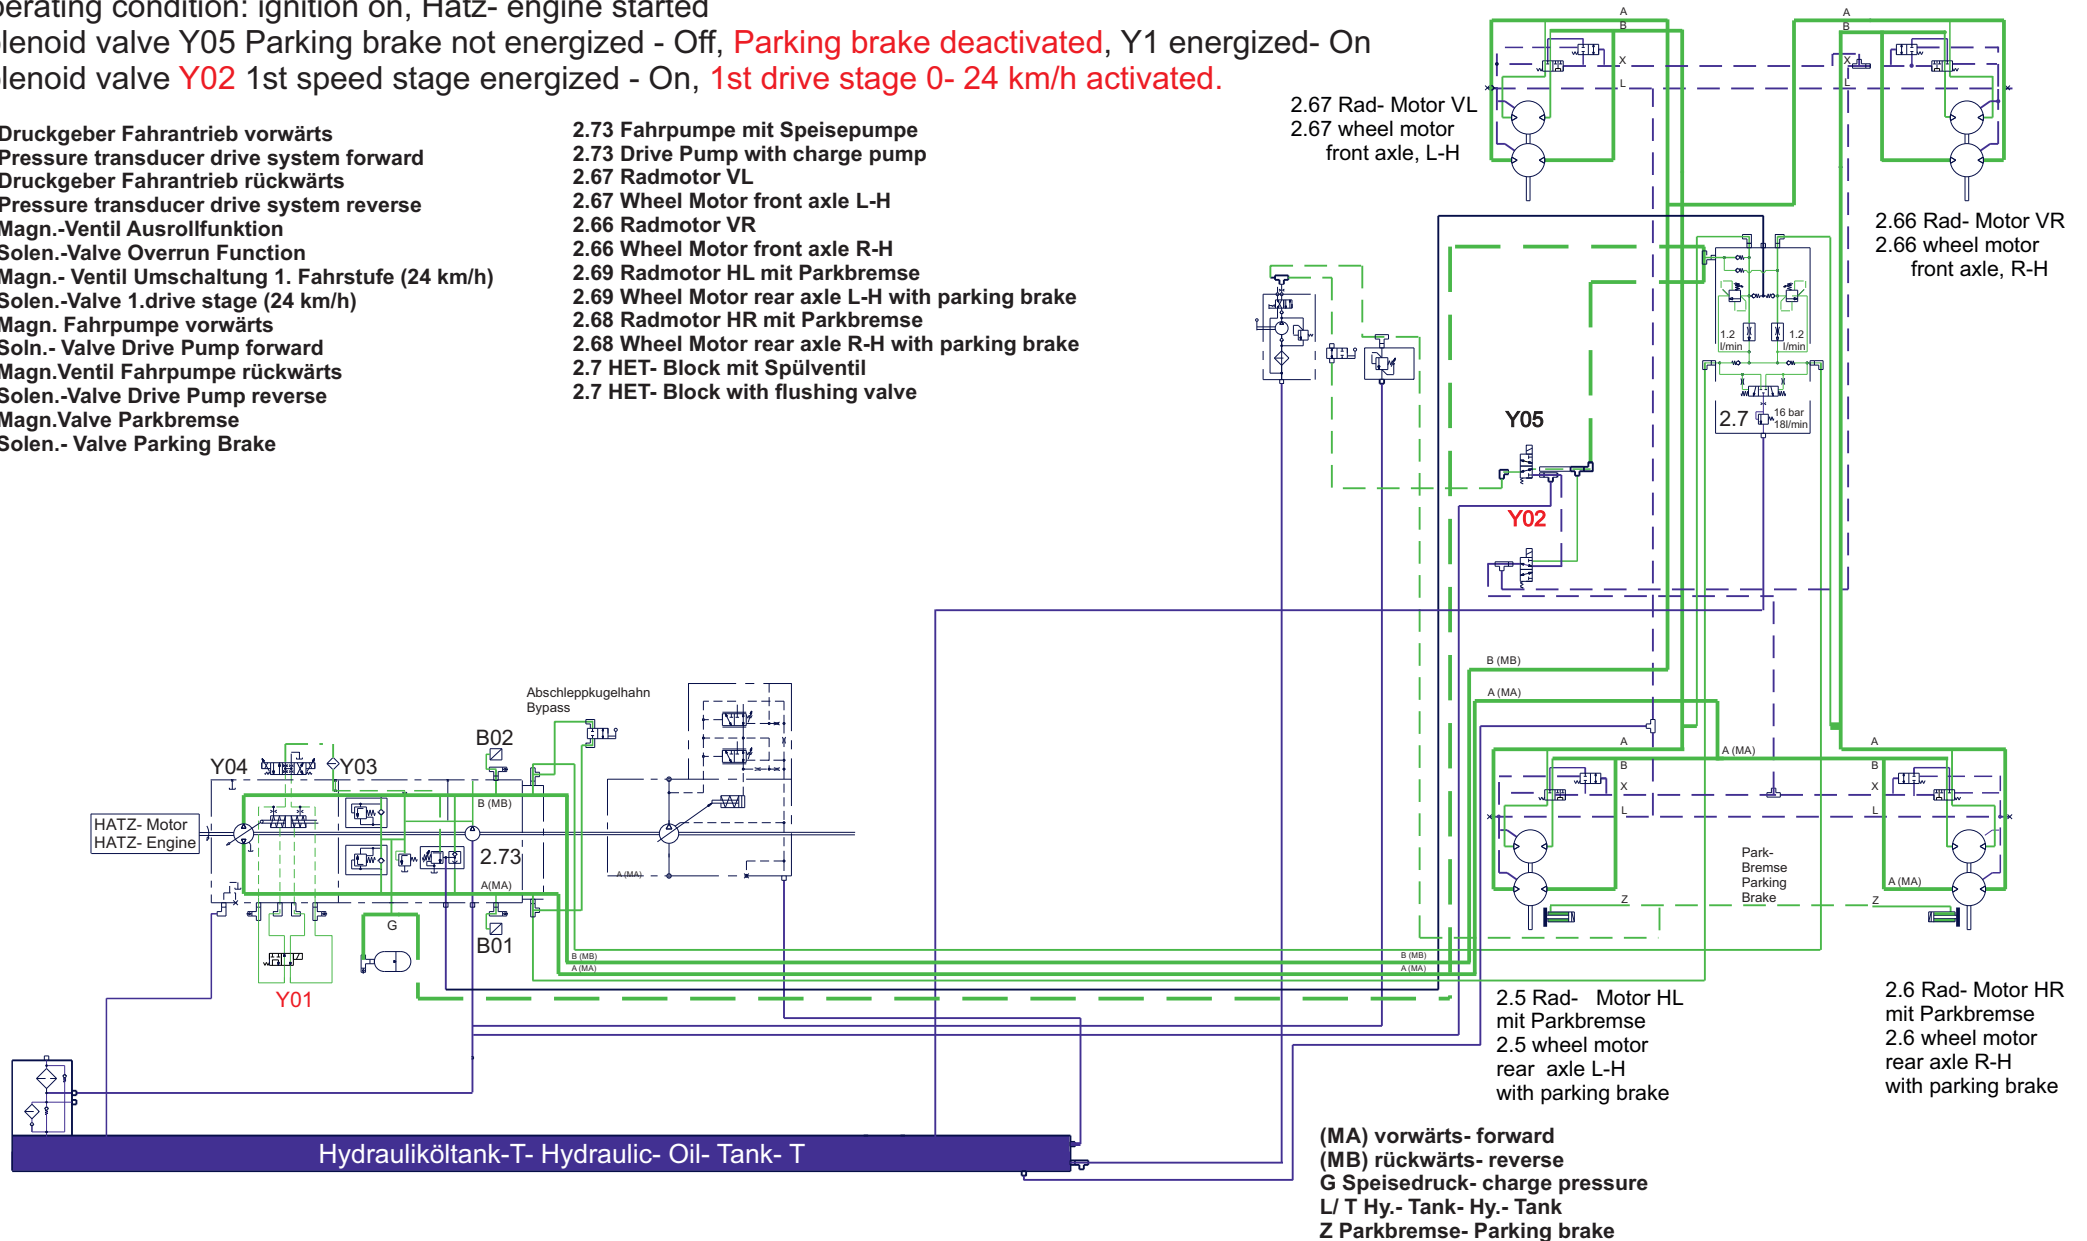 perating condition: ignition on, Hatz- engine started
olenoid valve Y05 Parking brake not energized - Off, Parking brake deactivated, Y1 energized- On
olenoid valve Y02 1st speed stage energized - On, 1st drive stage 0- 24 km/h activated.
Druckgeber Fahrantrieb vorwärts
Pressure transducer drive system forward
Druckgeber Fahrantrieb rückwärts
Pressure transducer drive system reverse
Magn.-Ventil Ausrollfunktion
Solen.-Valve Overrun Function
Magn.- Ventil Umschaltung 1. Fahrstufe (24 km/h)
Solen.-Valve 1.drive stage (24 km/h)
Magn. Fahrpumpe vorwärts
Soln.- Valve Drive Pump forward
Magn.Ventil Fahrpumpe rückwärts
Solen.-Valve Drive Pump reverse
Magn.Valve Parkbremse
Solen.- Valve Parking Brake
2.73 Fahrpumpe mit Speisepumpe
2.73 Drive Pump with charge pump
2.67 Radmotor VL
2.67 Wheel Motor front axle L-H
2.66 Radmotor VR
2.66 Wheel Motor front axle R-H
2.69 Radmotor HL mit Parkbremse
2.69 Wheel Motor rear axle L-H with parking brake
2.68 Radmotor HR mit Parkbremse
2.68 Wheel Motor rear axle R-H with parking brake
2.7 HET- Block mit Spülventil
2.7 HET- Block with flushing valve
A
B
X
L
A
B
X
L
2.67 Rad- Motor VL
2.67 wheel motor
front axle, L-H
2.66 Rad- Motor VR
2.66 wheel motor
front axle, R-H
1.2
l/min
1.2
l/min
2.7
16 bar
18l/min
Y05
Y02
B (MB)
A (MA)
Abschleppkugelhahn
Bypass
B02
Y04
Y03
B (MB)
HATZ- Motor
HATZ- Engine
2.73
A(MA)
A (MA)
G
B01
Y01
B (MB)
A (MA)
B (MB)
A (MA)
A
B
X
L
A (MA)
A
B
X
L
Park-
Bremse
Parking
Brake
A (MA)
Z
Z
2.5 Rad- Motor HL
mit Parkbremse
2.5 wheel motor
rear axle L-H
with parking brake
2.6 Rad- Motor HR
mit Parkbremse
2.6 wheel motor
rear axle R-H
with parking brake
Hydrauliköltank-T- Hydraulic- Oil- Tank- T
(MA) vorwärts- forward
(MB) rückwärts- reverse
G Speisedruck- charge pressure
L/ T Hy.- Tank- Hy.- Tank
Z Parkbremse- Parking brake